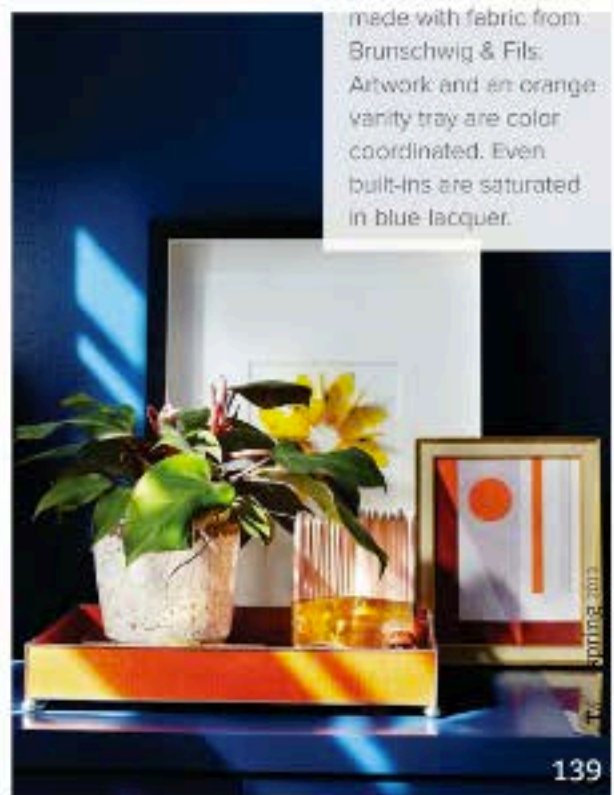 made with fabric from
Brunschwig & Fils.
Artwork and an orange
vanity tray are color
coordinated. Even
built-ins are saturated
in blue lacquer.
spring
139